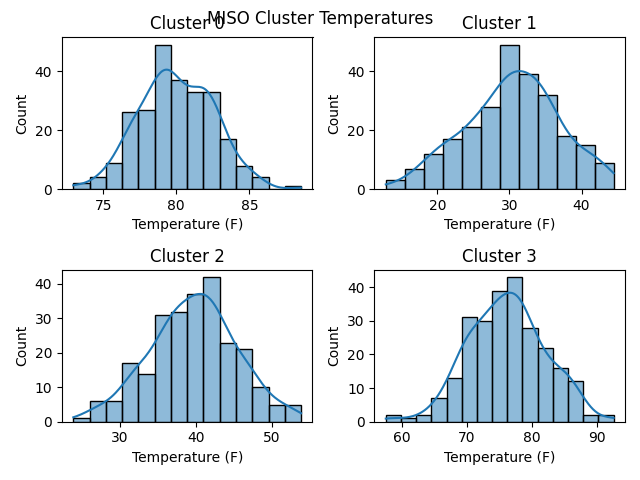 MISO Cluster Temperatures
Cluster 0
Count
40
20
0
75 80 85
Temperature (F)
Cluster 1
Count
40
20
0
20 30 40
Temperature (F)
Cluster 2
Count
40
30
20
10
0
30 40 50
Temperature (F)
Cluster 3
Count
40
30
20
10
0
60 70 80 90
Temperature (F)